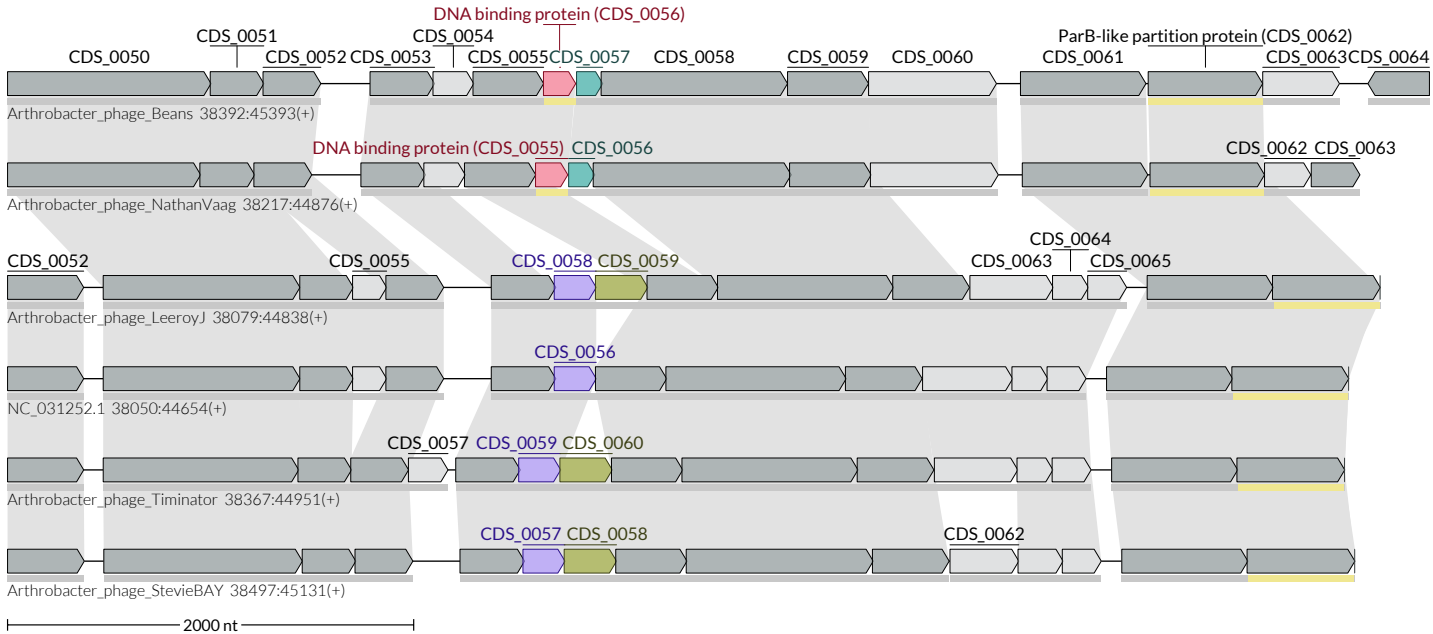 DNA binding protein (CDS_0056)
CDS_0051 CDS_0054 ParB-like partition protein (CDS_0062)
CDS_0050 CDS_0052 CDS_0053 CDS_0055 CDS_0057 CDS_0058 CDS_0059 CDS_0060 CDS_0061 CDS_0063 CDS_0064
Arthrobacter_phage_Beans 38392:45393(+)
DNA binding protein (CDS_0055) CDS_0056 CDS_0062 CDS_0063
Arthrobacter_phage_NathanVaag 38217:44876(+)
CDS_0064
CDS_0052 CDS_0055 CDS_0058 CDS_0059 CDS_0063 CDS_0065
Arthrobacter_phage_LeeroyJ 38079:44838(+)
CDS_0056
NC_031252.1 38050:44654(+)
CDS_0057 CDS_0059 CDS_0060
Arthrobacter_phage_Timinator 38367:44951(+)
CDS_0057 CDS_0058 CDS_0062
Arthrobacter_phage_StevieBAY 38497:45131(+)
2000 nt